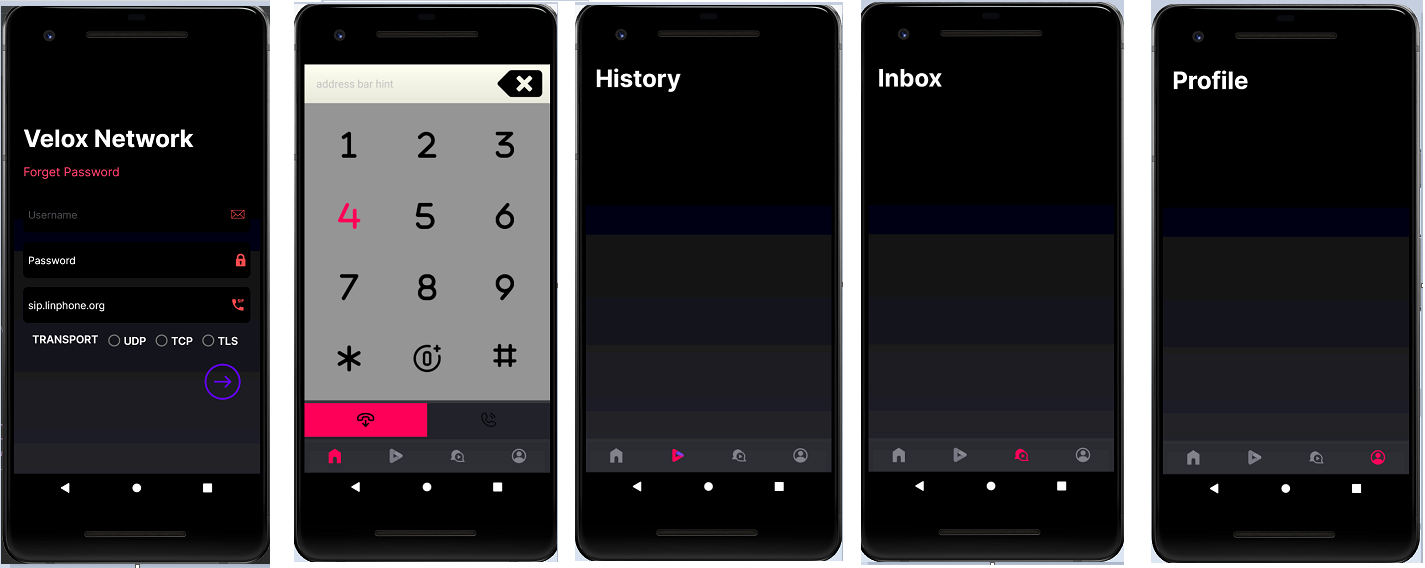 Velox Network
Forget Password
Username
Password
sip.linphone.org
TRANSPORT UDP TCP TLS
address bar hint
1 2 3
4 5 6
7 8 9
* 0+ #
History
Inbox
Profile